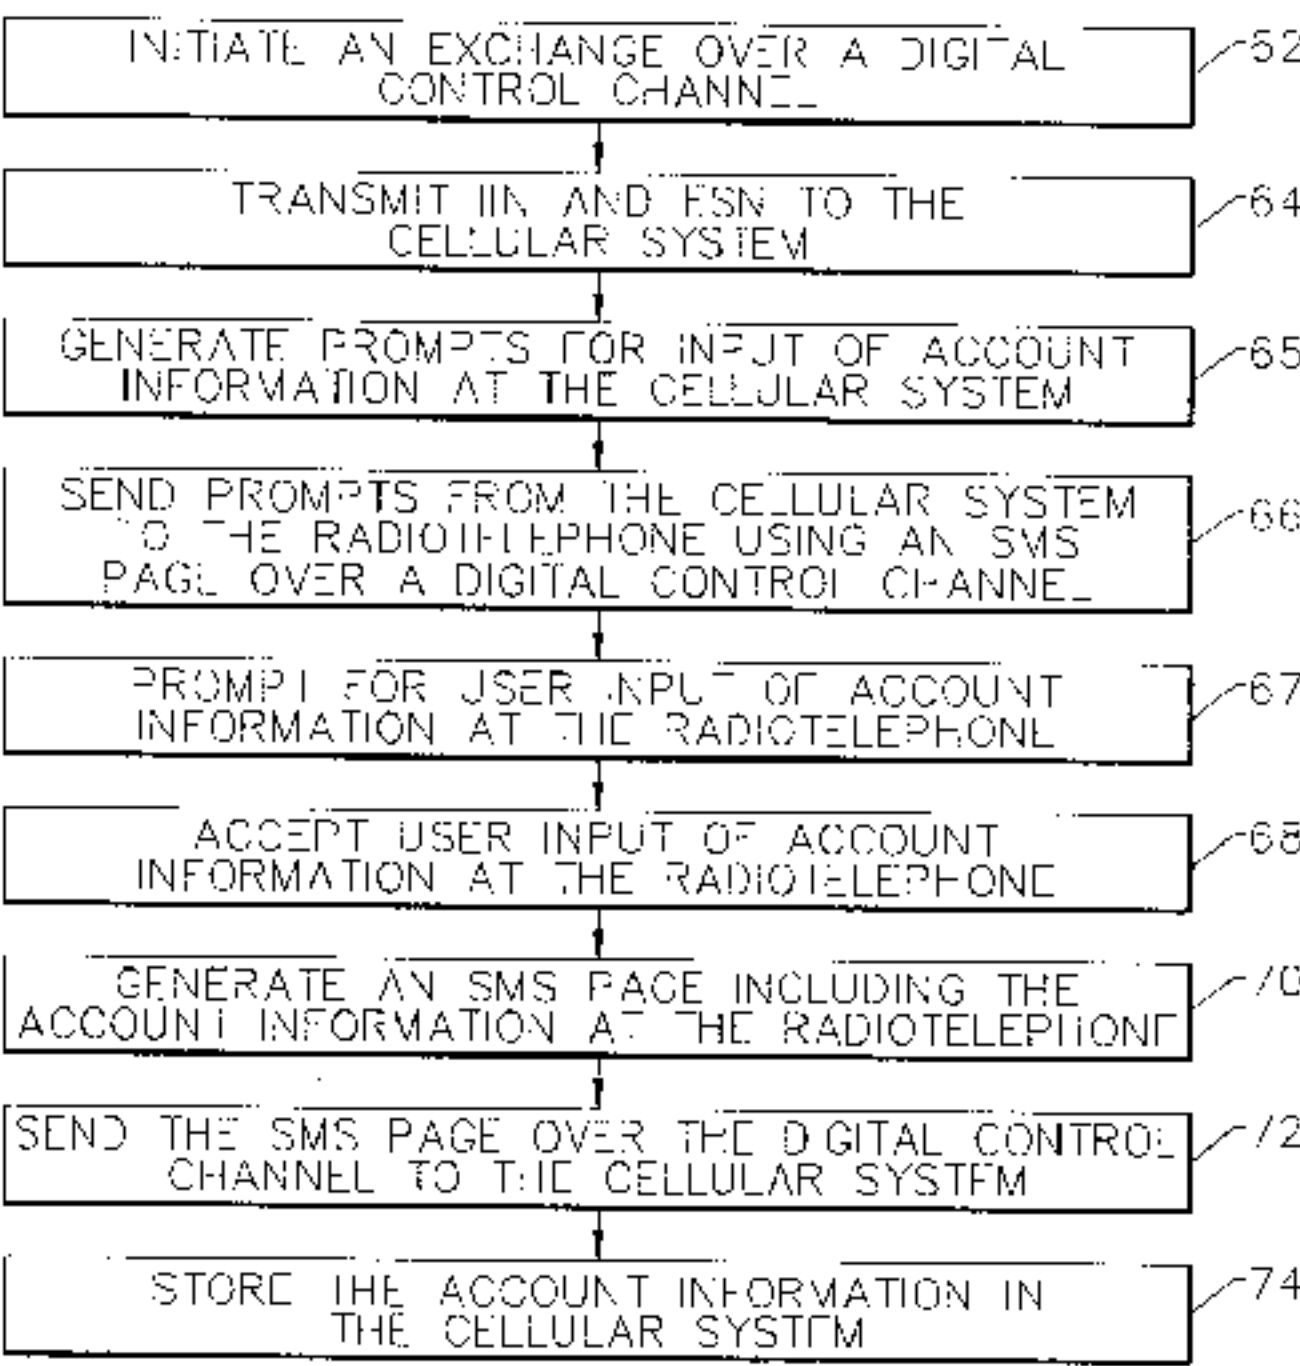 INITIATE AN EXCHANGE OVER A DIGITAL
CONTROL CHANNEL
52
TRANSMIT IIN AND ESN TO THE
CELLULAR SYSTEM
64
GENERATE PROMPTS FOR INPUT OF ACCOUNT
INFORMATION AT THE CELLULAR SYSTEM
65
SEND PROMPTS FROM THE CELLULAR SYSTEM
TO THE RADIOTELEPHONE USING AN SMS
PAGE OVER A DIGITAL CONTROL CHANNEL
66
PROMPT FOR USER INPUT OF ACCOUNT
INFORMATION AT THE RADIOTELEPHONE
67
ACCEPT USER INPUT OF ACCOUNT
INFORMATION AT THE RADIOTELEPHONE
68
GENERATE AN SMS PAGE INCLUDING THE
ACCOUNT INFORMATION AT THE RADIOTELEPHONE
70
SEND THE SMS PAGE OVER THE DIGITAL CONTROL
CHANNEL TO THE CELLULAR SYSTEM
72
STORE THE ACCOUNT INFORMATION IN
THE CELLULAR SYSTEM
74